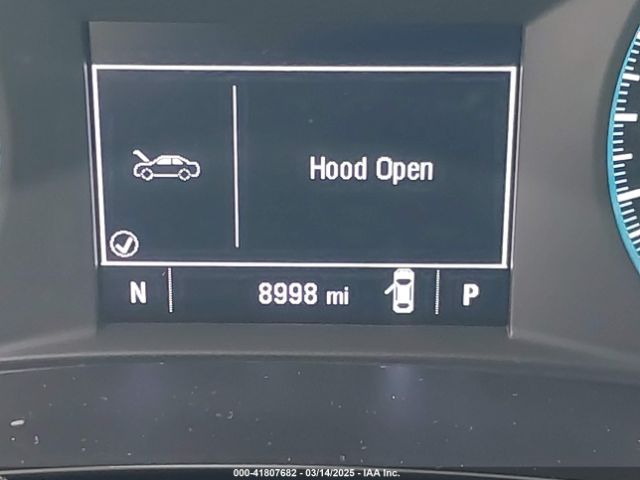 Hood Open
N 8998 mi P
000-41807682 - 03/14/2025 - IAA Inc.